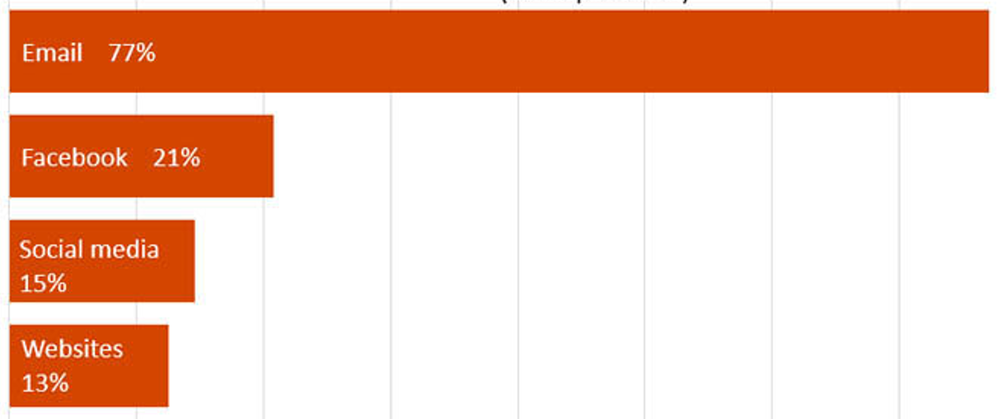 Email 77%
Facebook 21%
Social media
15%
Websites
13%